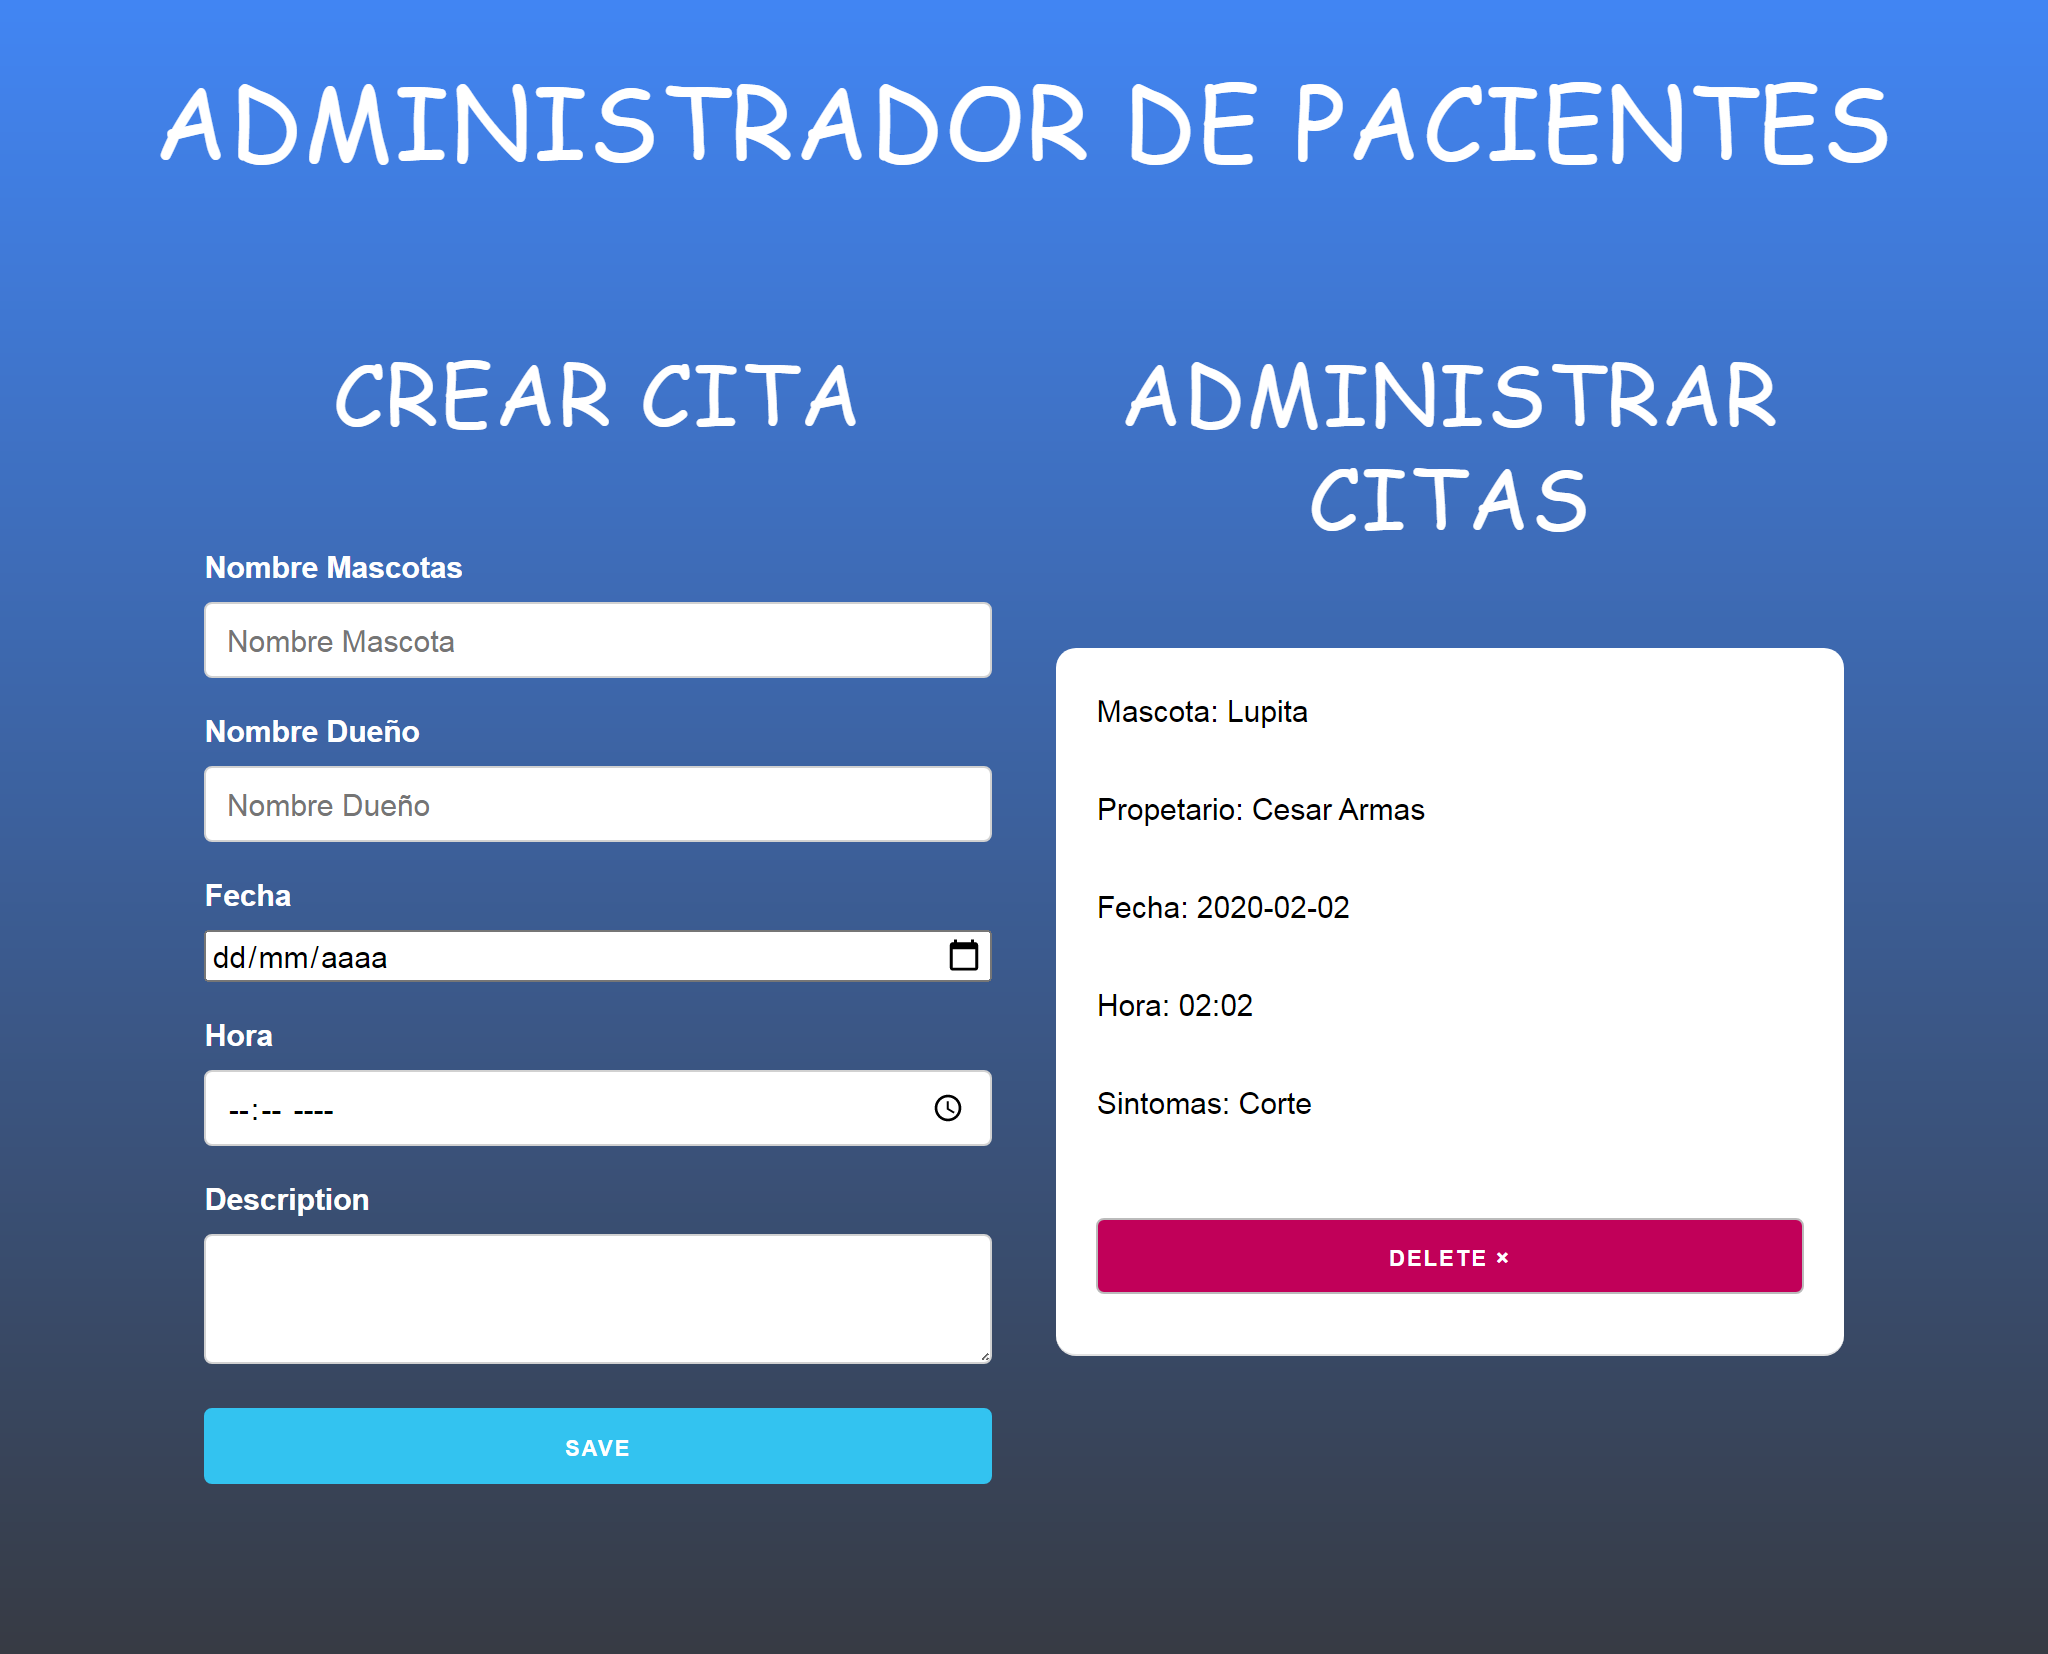 ADMINISTRADOR DE PACIENTES
CREAR CITA
Nombre Mascotas
Nombre Mascota
Nombre Dueño
Nombre Dueño
Fecha
dd/mm/aaaa
Hora
--:-- ----
Description
SAVE
ADMINISTRAR
CITAS
Mascota: Lupita
Propetario: Cesar Armas
Fecha: 2020-02-02
Hora: 02:02
Sintomas: Corte
DELETE ×